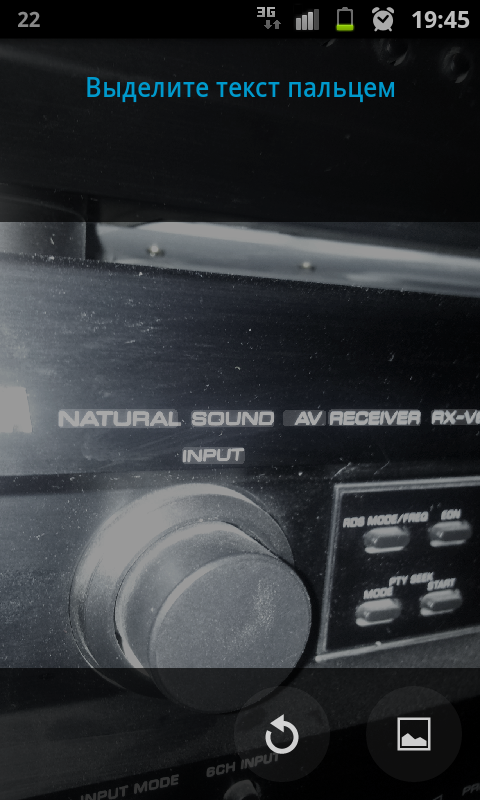 22 3G 19:45
Выделите текст пальцем
NATURAL SOUND AV RECEIVER
INPUT
RDS MODE/FREQ EON
PTY SEEK
MODE START
INPUT MODE 6CH INPUT